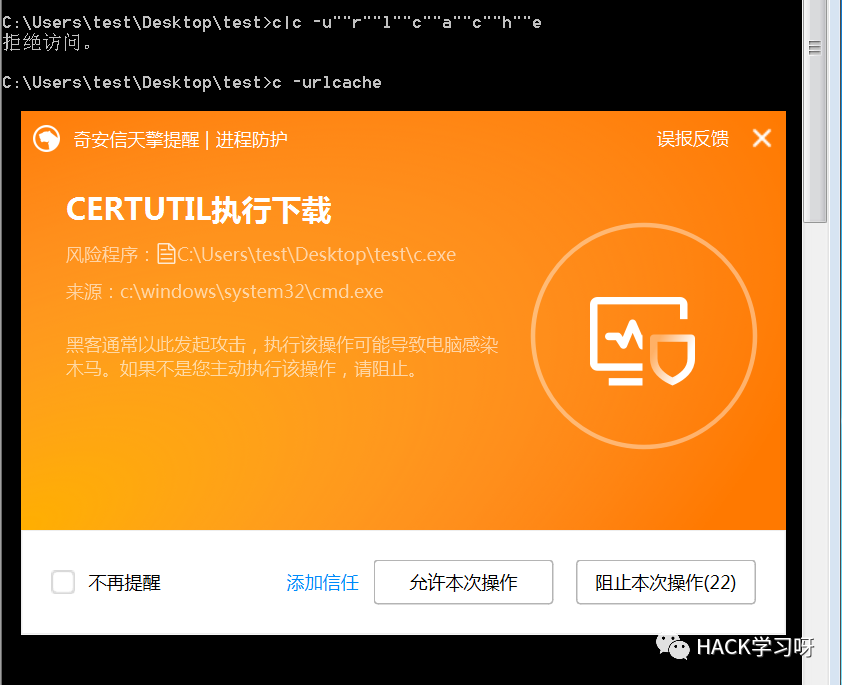 C:\Users\test\Desktop\test>c|c -u""r""l""c""a""c""h""e
拒绝访问。
C:\Users\test\Desktop\test>c -urlcache
奇安信天擎提醒 | 进程防护
误报反馈
CERTUTIL执行下载
风险程序：C:\Users\test\Desktop\test\c.exe
来源：c:\windows\system32\cmd.exe
黑客通常以此发起攻击，执行该操作可能导致电脑感染
木马。如果不是您主动执行该操作，请阻止。
不再提醒
添加信任
允许本次操作
阻止本次操作(22)
HACK学习呀